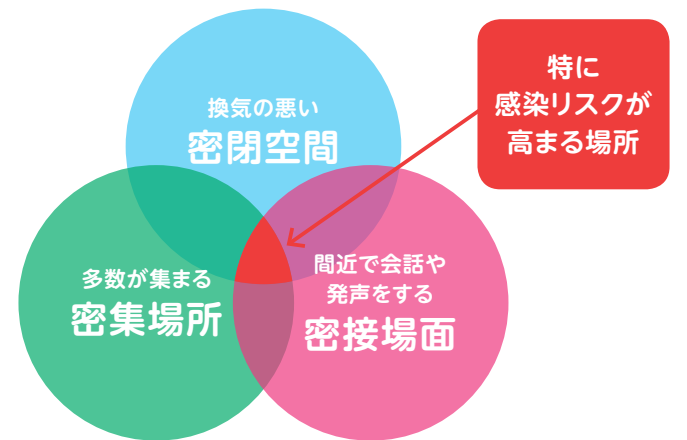 換気の悪い
密閉空間
特に
感染リスクが
高まる場所
多数が集まる
密集場所
間近で会話や
発声をする
密接場面